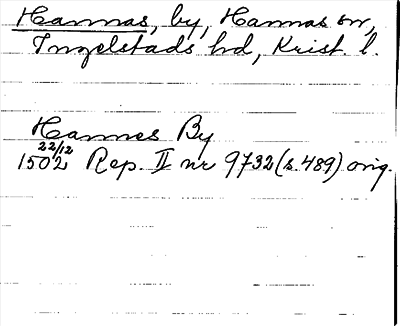 Hannas, by, Hannas sn,
Ingelstads hd, Krist. l.
Hannes By
22/12
1502 Rep. II nr 9732 (s. 489) orig.